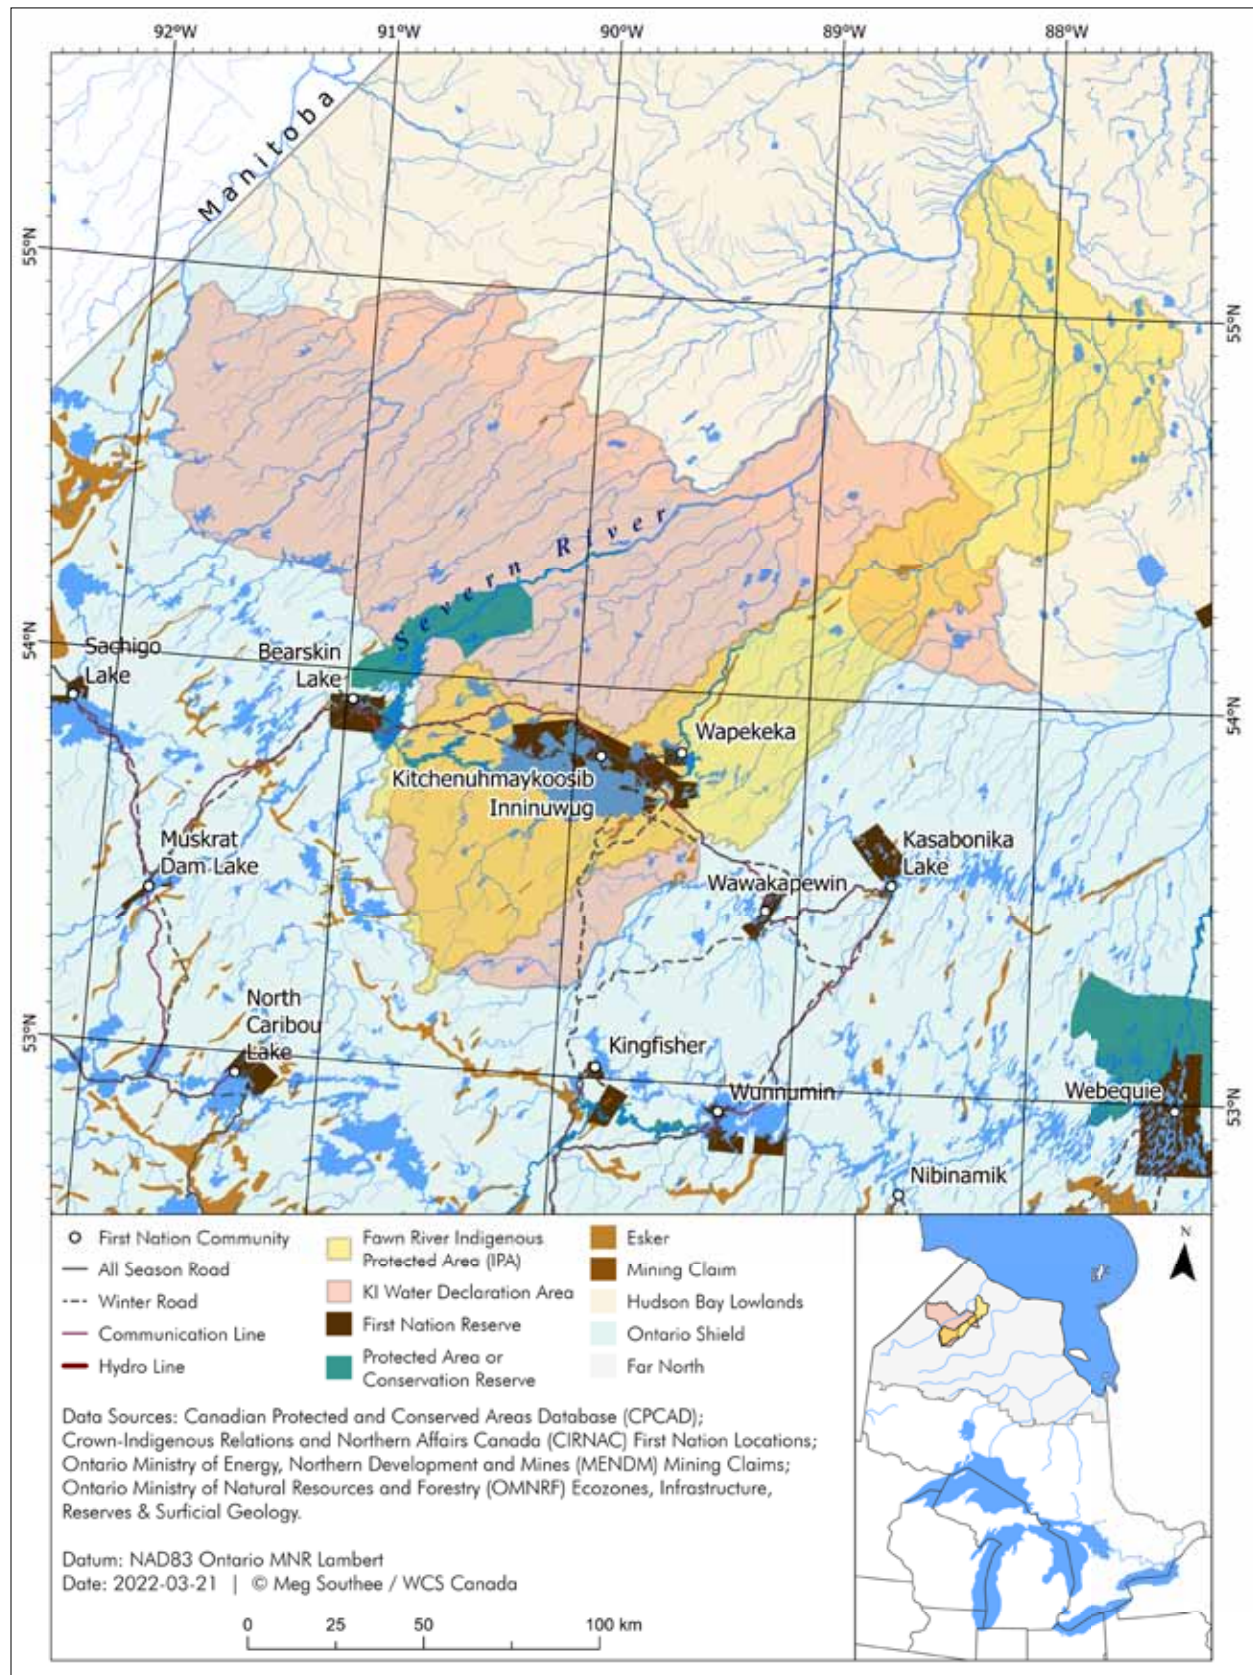 92°W
91°W
90°W
89°W
88°W
Manitoba
55°N
55°N
Severn River
54°N
Sachigo
Lake
Bearskin
Lake
54°N
Wapekeka
Kitchenuhmaykoosib
Inninuwug
Muskrat
Dam Lake
Kasabonika
Lake
Wawakapewin
North
Caribou
Lake
53°N
Kingfisher
Wunnumin
Webequie
53°N
Nibinamik
First Nation Community
All Season Road
Winter Road
Communication Line
Hydro Line
Fawn River Indigenous
Protected Area (IPA)
KI Water Declaration Area
First Nation Reserve
Protected Area or
Conservation Reserve
Esker
Mining Claim
Hudson Bay Lowlands
Ontario Shield
Far North
N
Data Sources: Canadian Protected and Conserved Areas Database (CPCAD);
Crown-Indigenous Relations and Northern Affairs Canada (CIRNAC) First Nation Locations;
Ontario Ministry of Energy, Northern Development and Mines (MENDM) Mining Claims;
Ontario Ministry of Natural Resources and Forestry (OMNRF) Ecozones, Infrastructure,
Reserves & Surficial Geology.
Datum: NAD83 Ontario MNR Lambert
Date: 2022-03-21 | © Meg Southee / WCS Canada
0 25 50 100 km